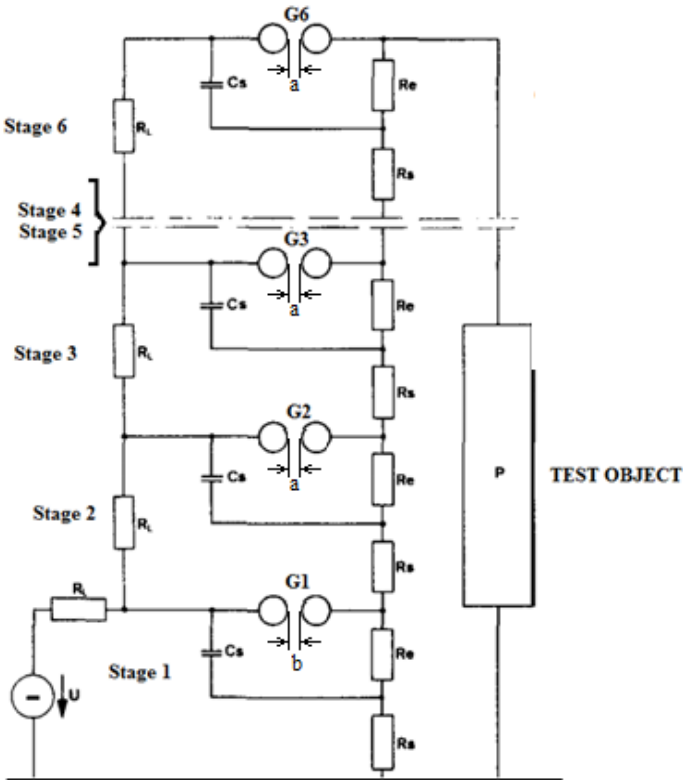 G6
Cs
a
Re
Stage 6
RL
Rs
Stage 4
Stage 5
G3
Cs
a
Re
Stage 3
RL
Rs
G2
Cs
a
Re
P
TEST OBJECT
Stage 2
RL
Rs
RL
G1
Cs
b
Re
Stage 1
U
Rs